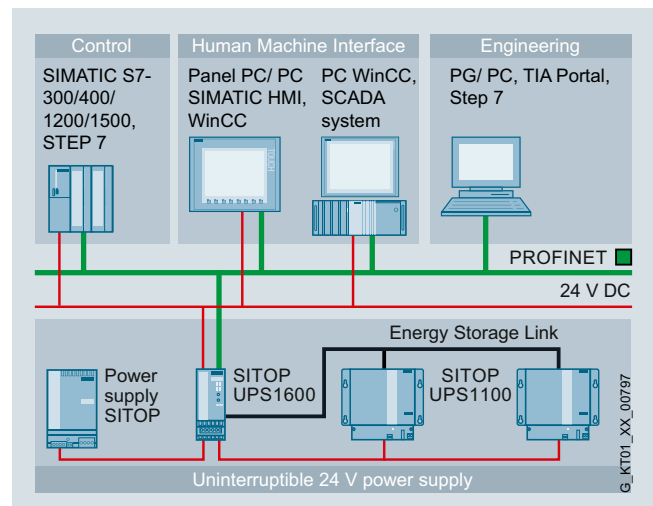 Control
SIMATIC S7-
300/400/
1200/1500,
STEP 7
Human Machine Interface
Panel PC/ PC
SIMATIC HMI,
WinCC
PC WinCC,
SCADA
system
Engineering
PG/ PC, TIA Portal,
Step 7
TOUCH
PROFINET
24 V DC
Energy Storage Link
Power
supply
SITOP
SITOP
UPS1600
SITOP
UPS1100
Uninterruptible 24 V power supply
G_KT01_XX_00797